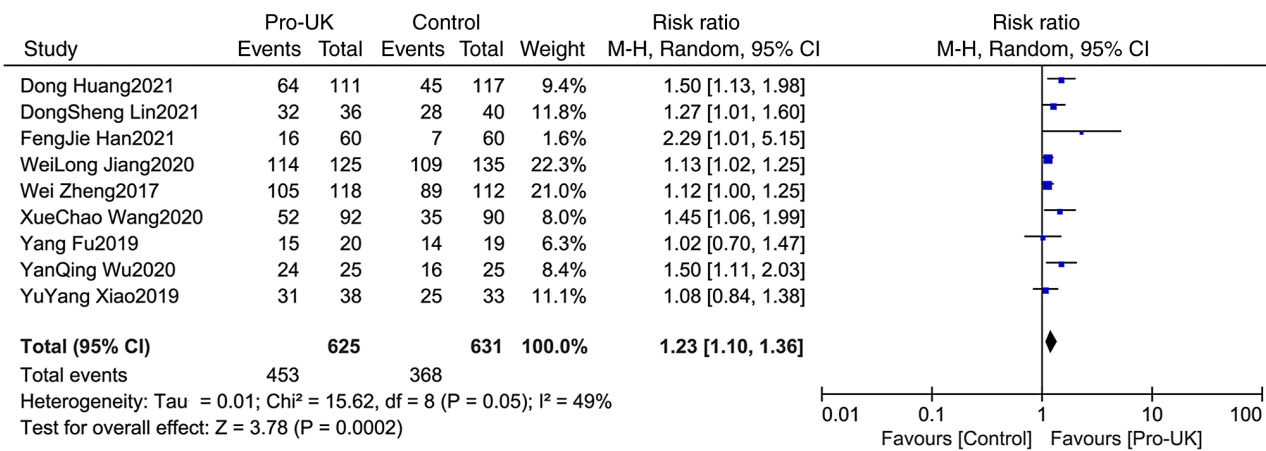 Pro-UK Control Risk ratio Risk ratio
Study Events Total Events Total Weight M-H, Random, 95% CI M-H, Random, 95% CI
Dong Huang2021 64 111 45 117 9.4% 1.50 [1.13, 1.98]
DongSheng Lin2021 32 36 28 40 11.8% 1.27 [1.01, 1.60]
FengJie Han2021 16 60 7 60 1.6% 2.29 [1.01, 5.15]
WeiLong Jiang2020 114 125 109 135 22.3% 1.13 [1.02, 1.25]
Wei Zheng2017 105 118 89 112 21.0% 1.12 [1.00, 1.25]
XueChao Wang2020 52 92 35 90 8.0% 1.45 [1.06, 1.99]
Yang Fu2019 15 20 14 19 6.3% 1.02 [0.70, 1.47]
YanQing Wu2020 24 25 16 25 8.4% 1.50 [1.11, 2.03]
YuYang Xiao2019 31 38 25 33 11.1% 1.08 [0.84, 1.38]
Total (95% CI) 625 631 100.0% 1.23 [1.10, 1.36]
Total events 453 368
Heterogeneity: Tau = 0.01; Chi² = 15.62, df = 8 (P = 0.05); I² = 49%
Test for overall effect: Z = 3.78 (P = 0.0002)
0.01 0.1 1 10 100
Favours [Control] Favours [Pro-UK]